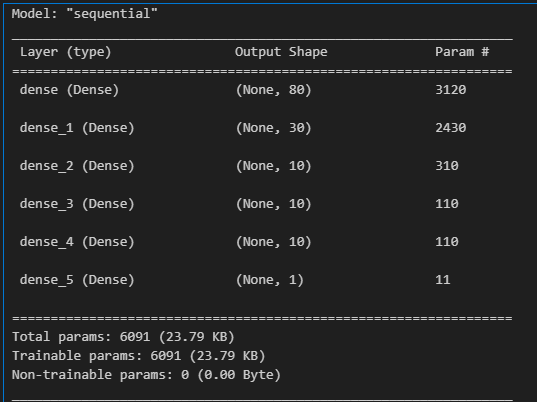 Model: "sequential"
_________________________________________________________________
Layer (type) Output Shape Param #
=================================================================
dense (Dense) (None, 80) 3120
dense_1 (Dense) (None, 30) 2430
dense_2 (Dense) (None, 10) 310
dense_3 (Dense) (None, 10) 110
dense_4 (Dense) (None, 10) 110
dense_5 (Dense) (None, 1) 11
=================================================================
Total params: 6091 (23.79 KB)
Trainable params: 6091 (23.79 KB)
Non-trainable params: 0 (0.00 Byte)
_________________________________________________________________